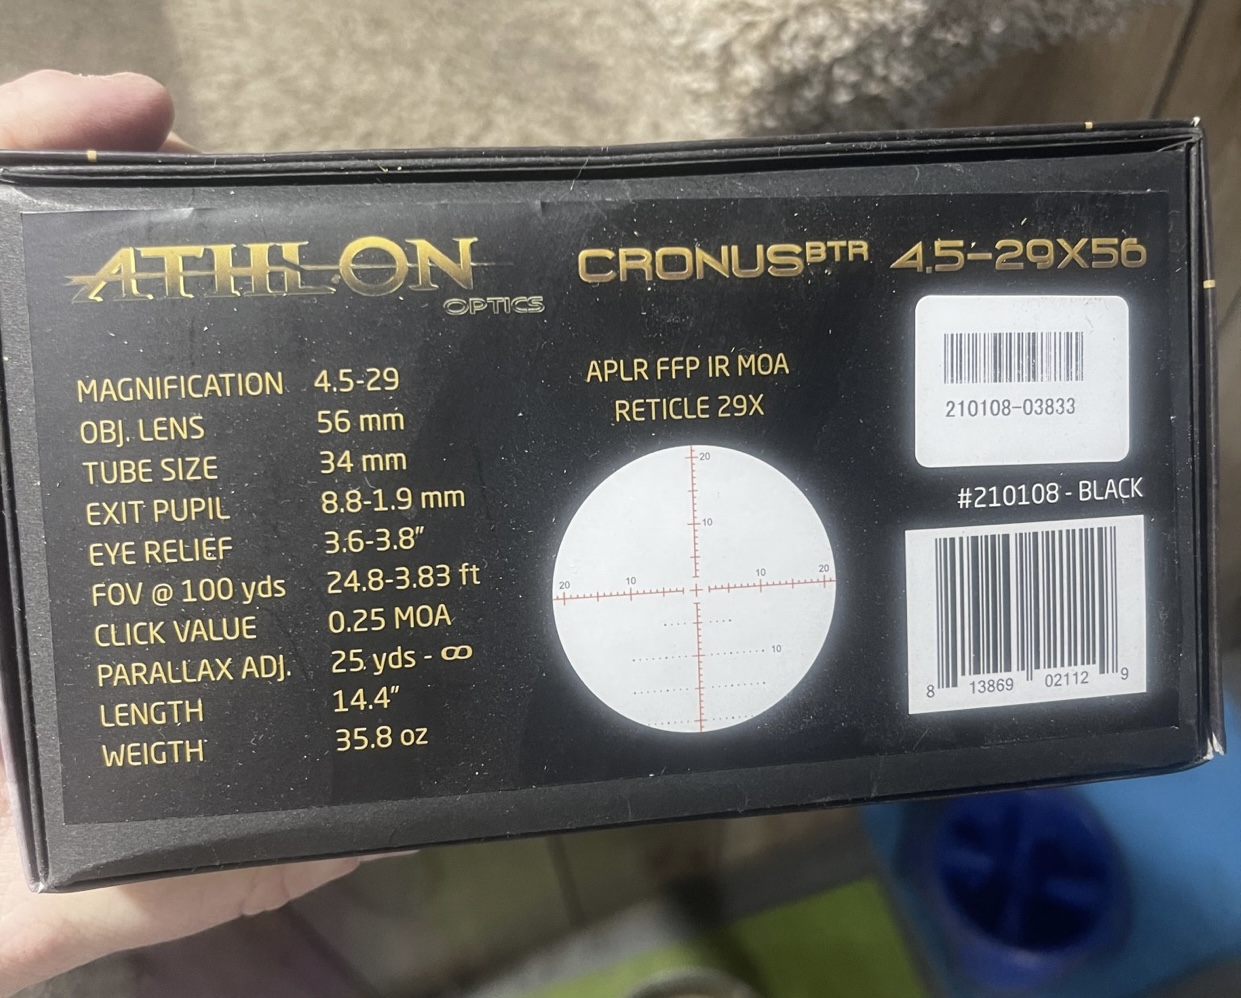 ATHLON
OPTICS
CRONUS BTR 4.5-29X56
MAGNIFICATION 4.5-29
OBJ. LENS 56 mm
TUBE SIZE 34 mm
EXIT PUPIL 8.8-1.9 mm
EYE RELIEF 3.6-3.8"
FOV @ 100 yds 24.8-3.83 ft
CLICK VALUE 0.25 MOA
PARALLAX ADJ. 25 yds - ∞
LENGTH 14.4"
WEIGTH 35.8 oz
APLR FFP IR MOA
RETICLE 29X
20
10
20 10 10 20
10
210108-03833
#210108 - BLACK
8 13869 02112 9